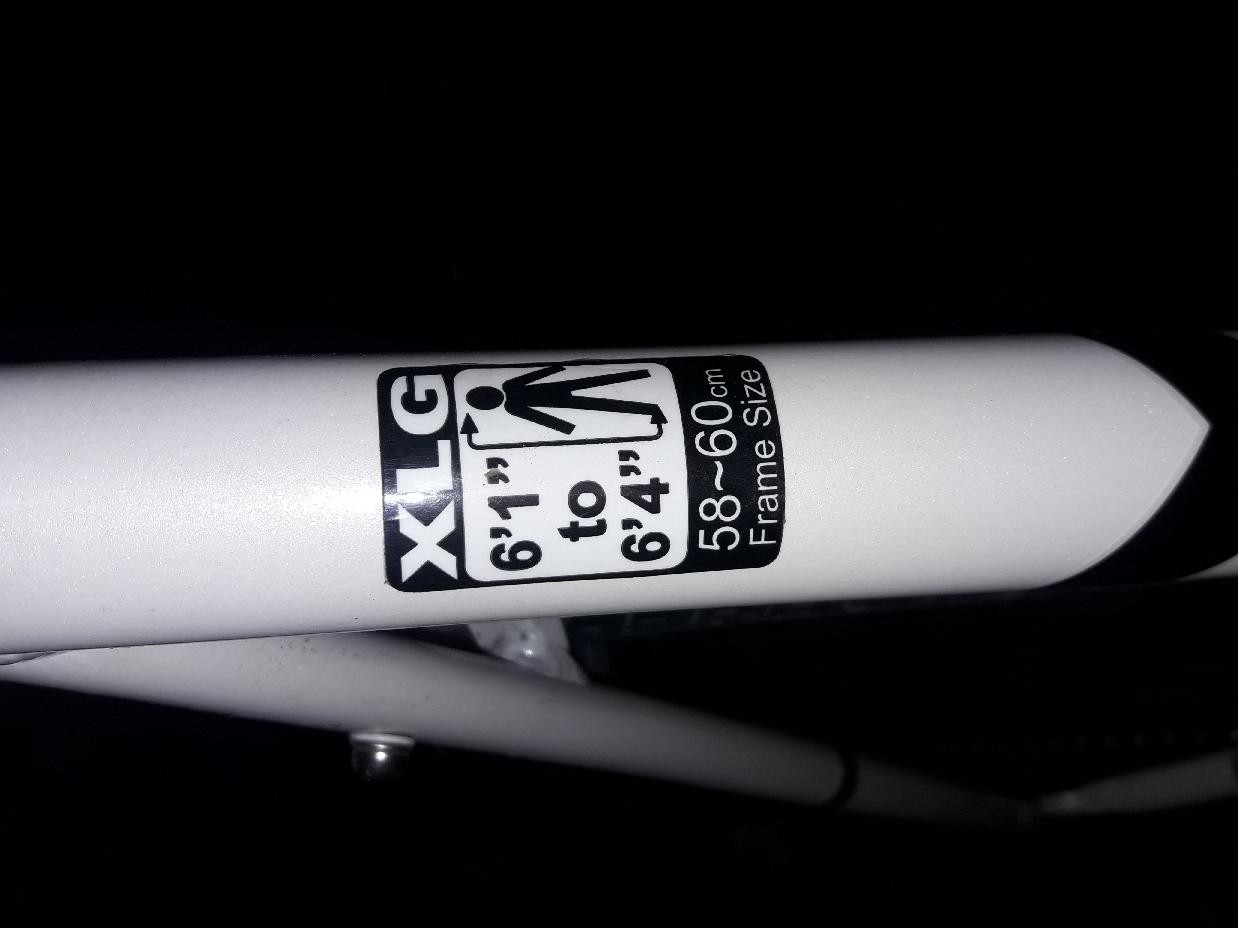 XLG
6'1"
to
6'4"
58~60cm
Frame Size